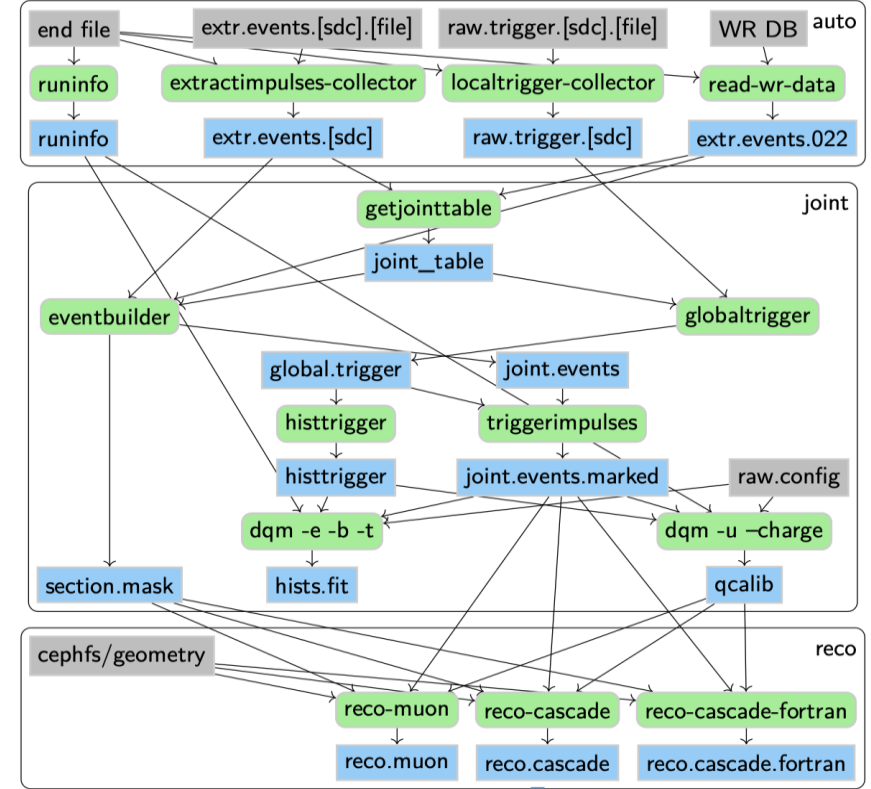 end file
extr.events.[sdc].[file]
raw.trigger.[sdc].[file]
WR DB
auto
runinfo
extractimpulses-collector
localtrigger-collector
read-wr-data
runinfo
extr.events.[sdc]
raw.trigger.[sdc]
extr.events.022
joint
getjointtable
joint_table
eventbuilder
globaltrigger
global.trigger
joint.events
histtrigger
triggerimpulses
histtrigger
joint.events.marked
raw.config
dqm -e -b -t
dqm -u –charge
section.mask
hists.fit
qcalib
reco
cephfs/geometry
reco-muon
reco-cascade
reco-cascade-fortran
reco.muon
reco.cascade
reco.cascade.fortran